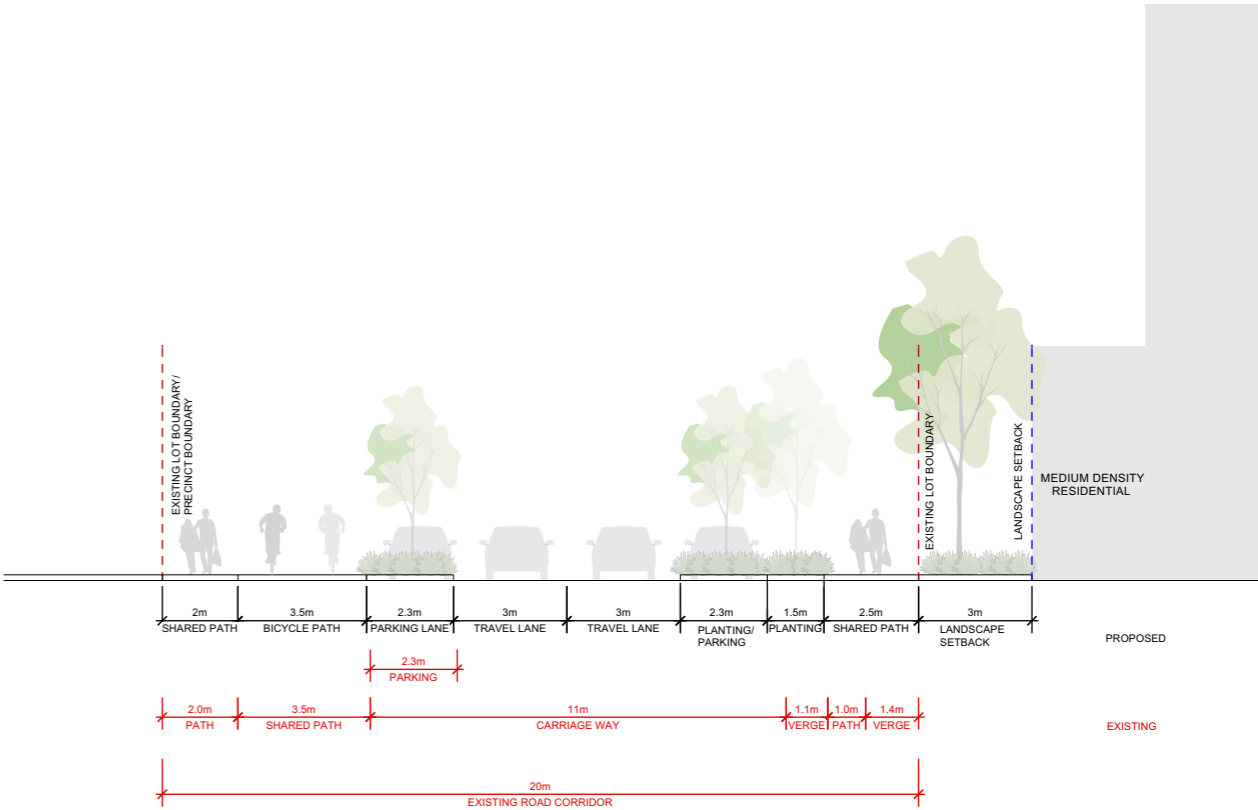 EXISTING LOT BOUNDARY/
PRECINCT BOUNDARY
EXISTING LOT BOUNDARY
LANDSCAPE SETBACK
MEDIUM DENSITY
RESIDENTIAL
2m
SHARED PATH
3.5m
BICYCLE PATH
2.3m
PARKING LANE
3m
TRAVEL LANE
3m
TRAVEL LANE
2.3m
PLANTING/
PARKING
1.5m
PLANTING
2.5m
SHARED PATH
3m
LANDSCAPE
SETBACK
PROPOSED
2.3m
PARKING
2.0m
PATH
3.5m
SHARED PATH
11m
CARRIAGE WAY
1.1m
VERGE
1.0m
PATH
1.4m
VERGE
EXISTING
20m
EXISTING ROAD CORRIDOR